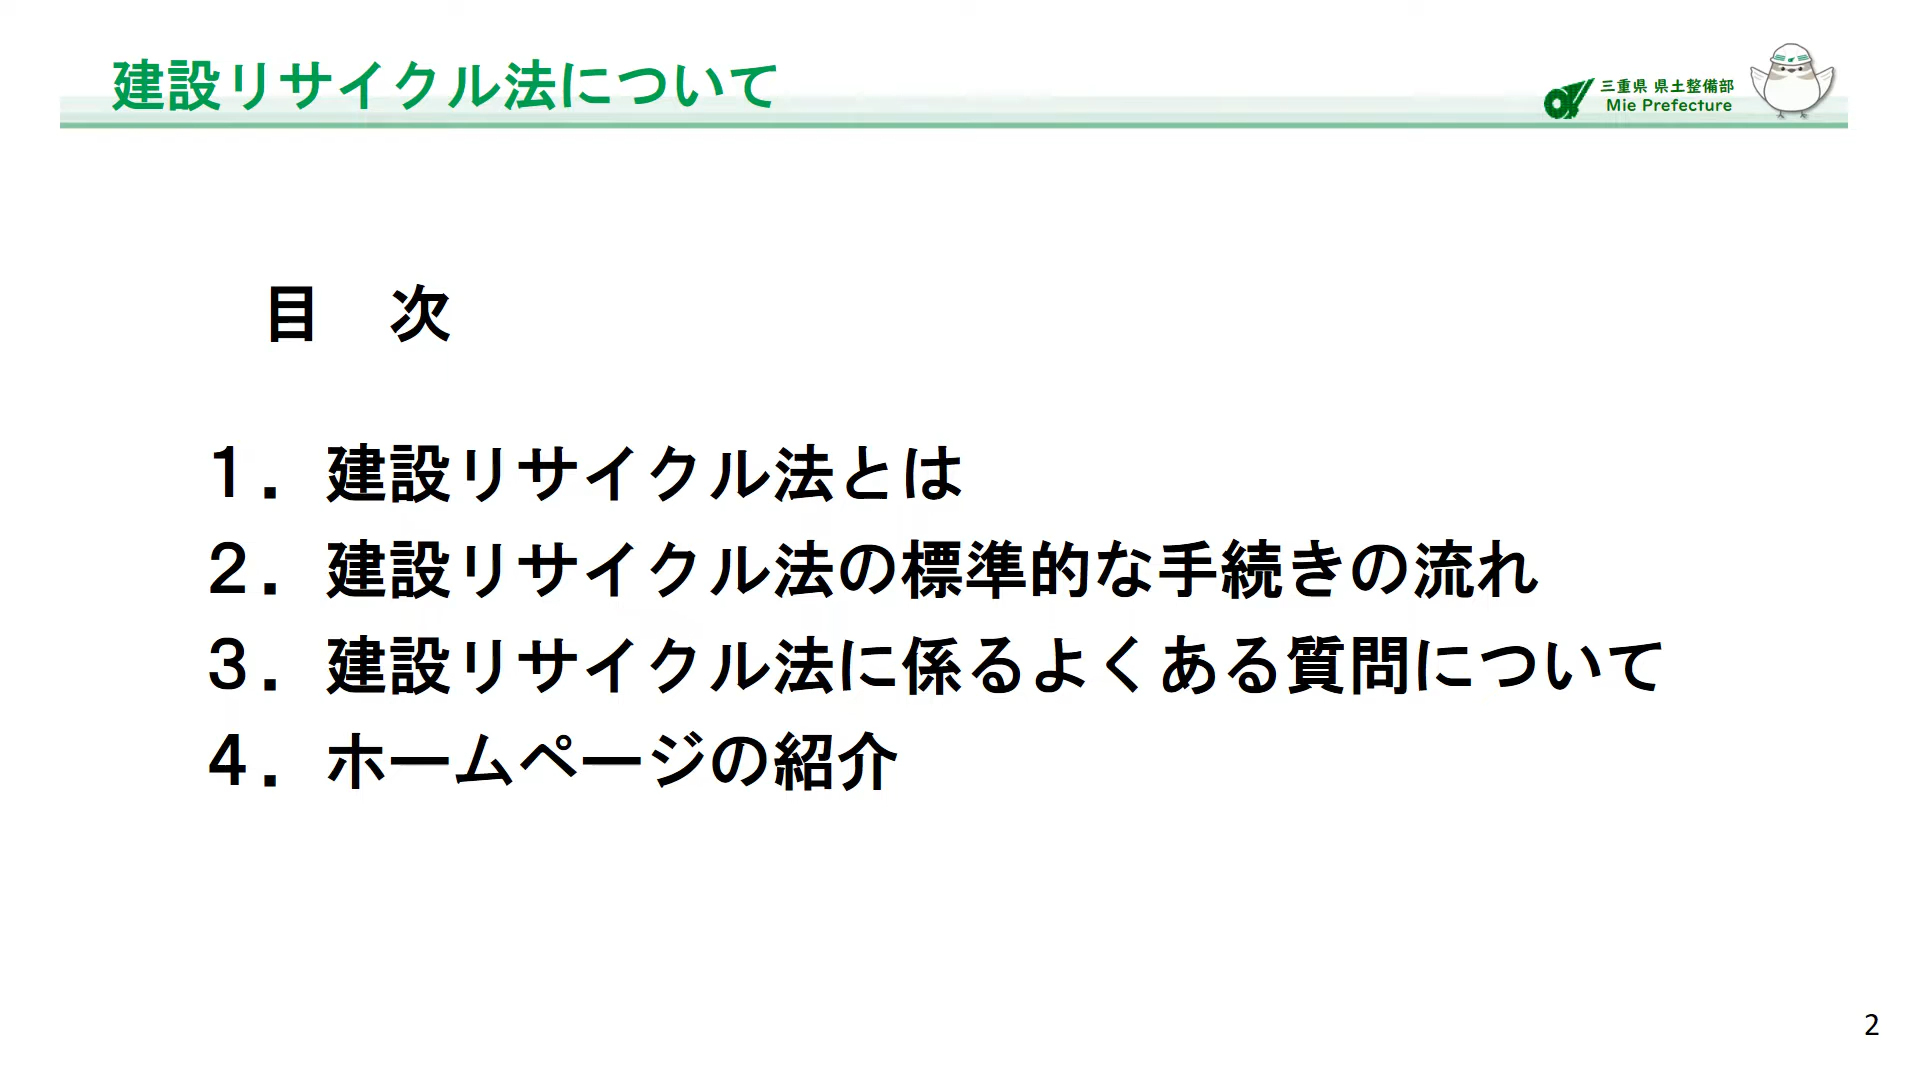 建設リサイクル法について
三重県 県土整備部
Mie Prefecture
目　次
１．建設リサイクル法とは
２．建設リサイクル法の標準的な手続きの流れ
３．建設リサイクル法に係るよくある質問について
４．ホームページの紹介
2